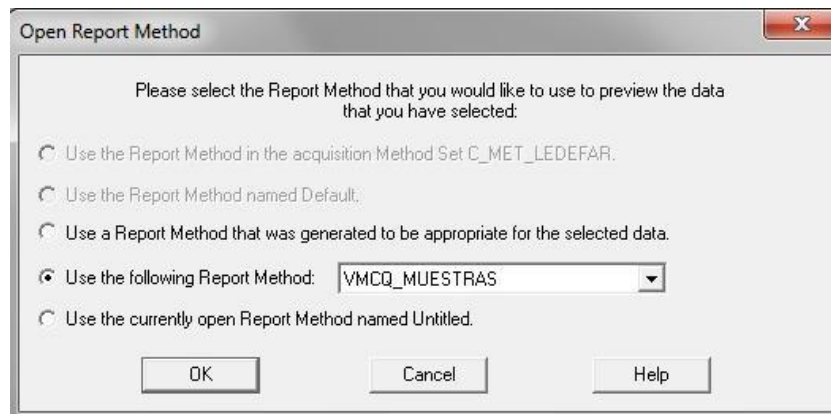 Open Report Method
Please select the Report Method that you would like to use to preview the data
that you have selected:
Use the Report Method in the acquisition Method Set C_MET_LEDEFAR.
Use the Report Method named Default.
Use a Report Method that was generated to be appropriate for the selected data.
Use the following Report Method: VMCQ_MUESTRAS
Use the currently open Report Method named Untitled.
OK Cancel Help